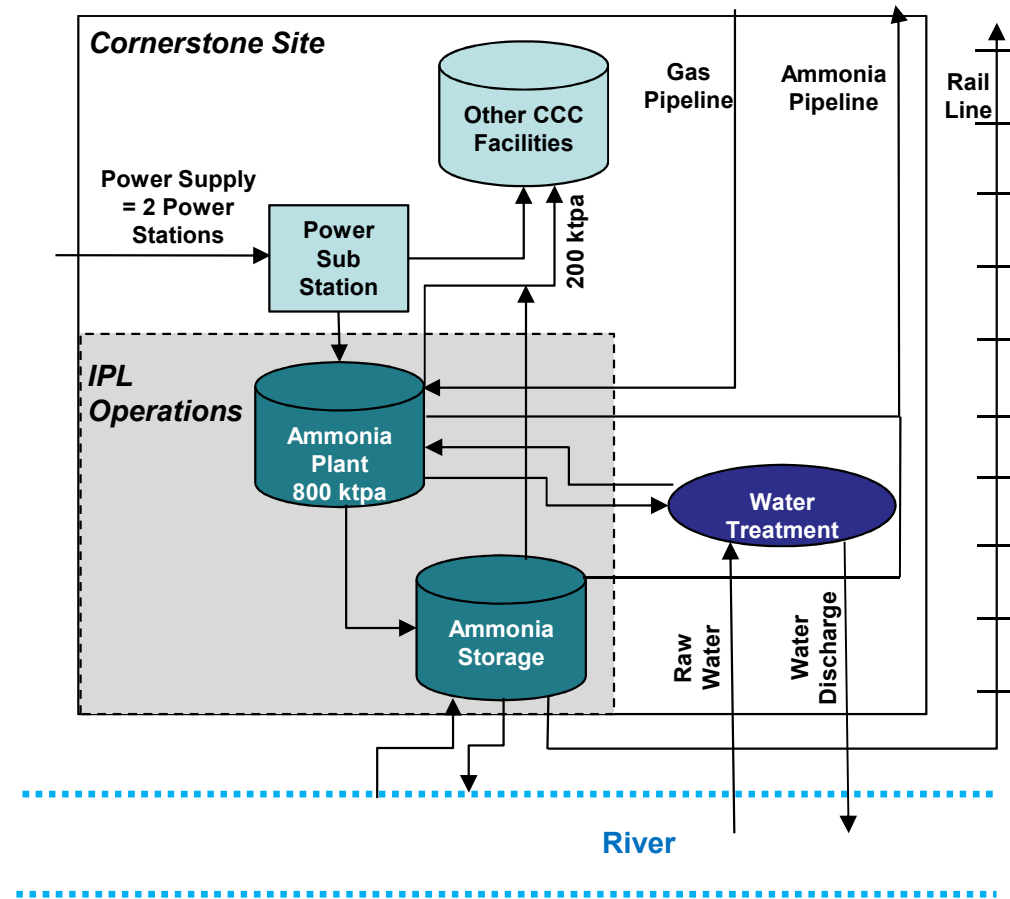 Cornerstone Site
Other CCC
Facilities
Gas
Pipeline
Ammonia
Pipeline
Rail
Line
Power Supply
= 2 Power
Stations
Power
Sub
Station
200 ktpa
IPL
Operations
Ammonia
Plant
800 ktpa
Water
Treatment
Ammonia
Storage
Raw
Water
Water
Discharge
River